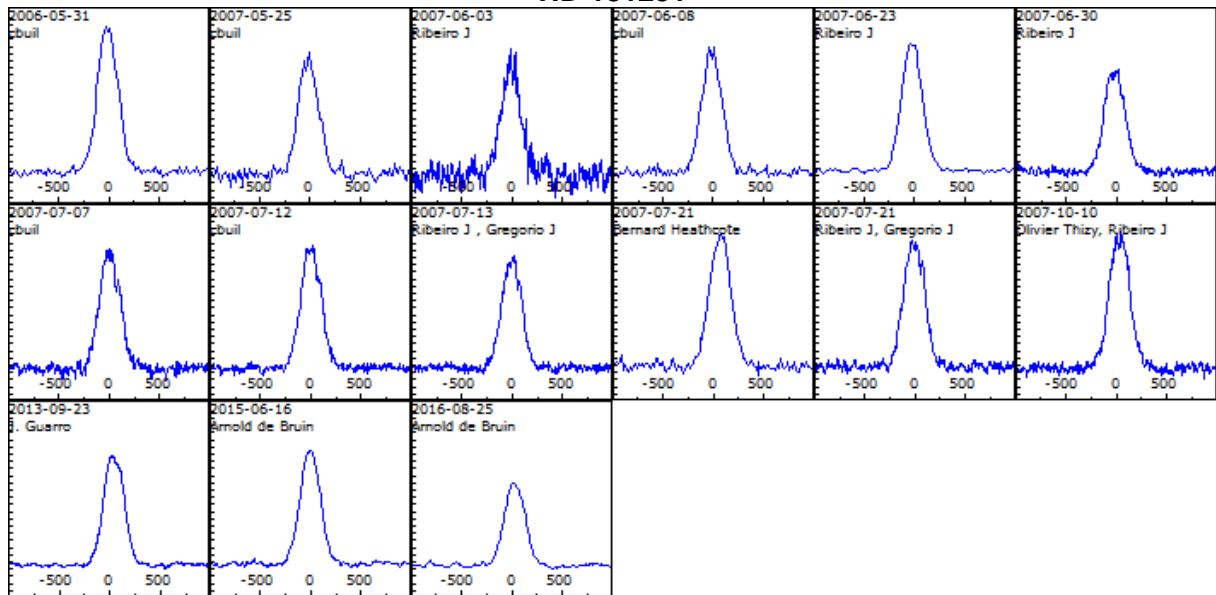 2006-05-31
cbuil
-500 0 500
2007-05-25
cbuil
-500 0 500
2007-06-03
Ribeiro J
-500 0 500
2007-06-08
cbuil
-500 0 500
2007-06-23
Ribeiro J
-500 0 500
2007-06-30
Ribeiro J
-500 0 500
2007-07-07
cbuil
-500 0 500
2007-07-12
cbuil
-500 0 500
2007-07-13
Ribeiro J , Gregorio J
-500 0 500
2007-07-21
Bernard Heathcote
-500 0 500
2007-07-21
Ribeiro J, Gregorio J
-500 0 500
2007-10-10
Olivier Thizy, Ribeiro J
-500 0 500
2013-09-23
J. Guarro
-500 0 500
2015-06-16
Arnold de Bruin
-500 0 500
2016-08-25
Arnold de Bruin
-500 0 500